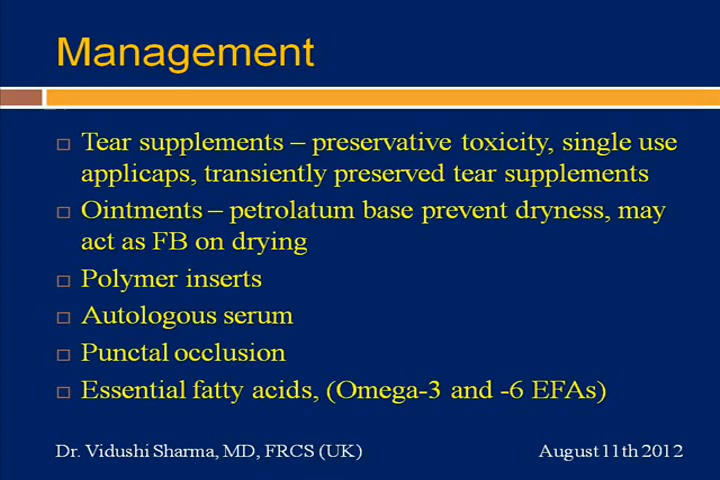 Management
Tear supplements – preservative toxicity, single use
applicaps, transiently preserved tear supplements
Ointments – petrolatum base prevent dryness, may
act as FB on drying
Polymer inserts
Autologous serum
Punctal occlusion
Essential fatty acids, (Omega-3 and -6 EFAs)
Dr. Vidushi Sharma, MD, FRCS (UK) August 11th 2012